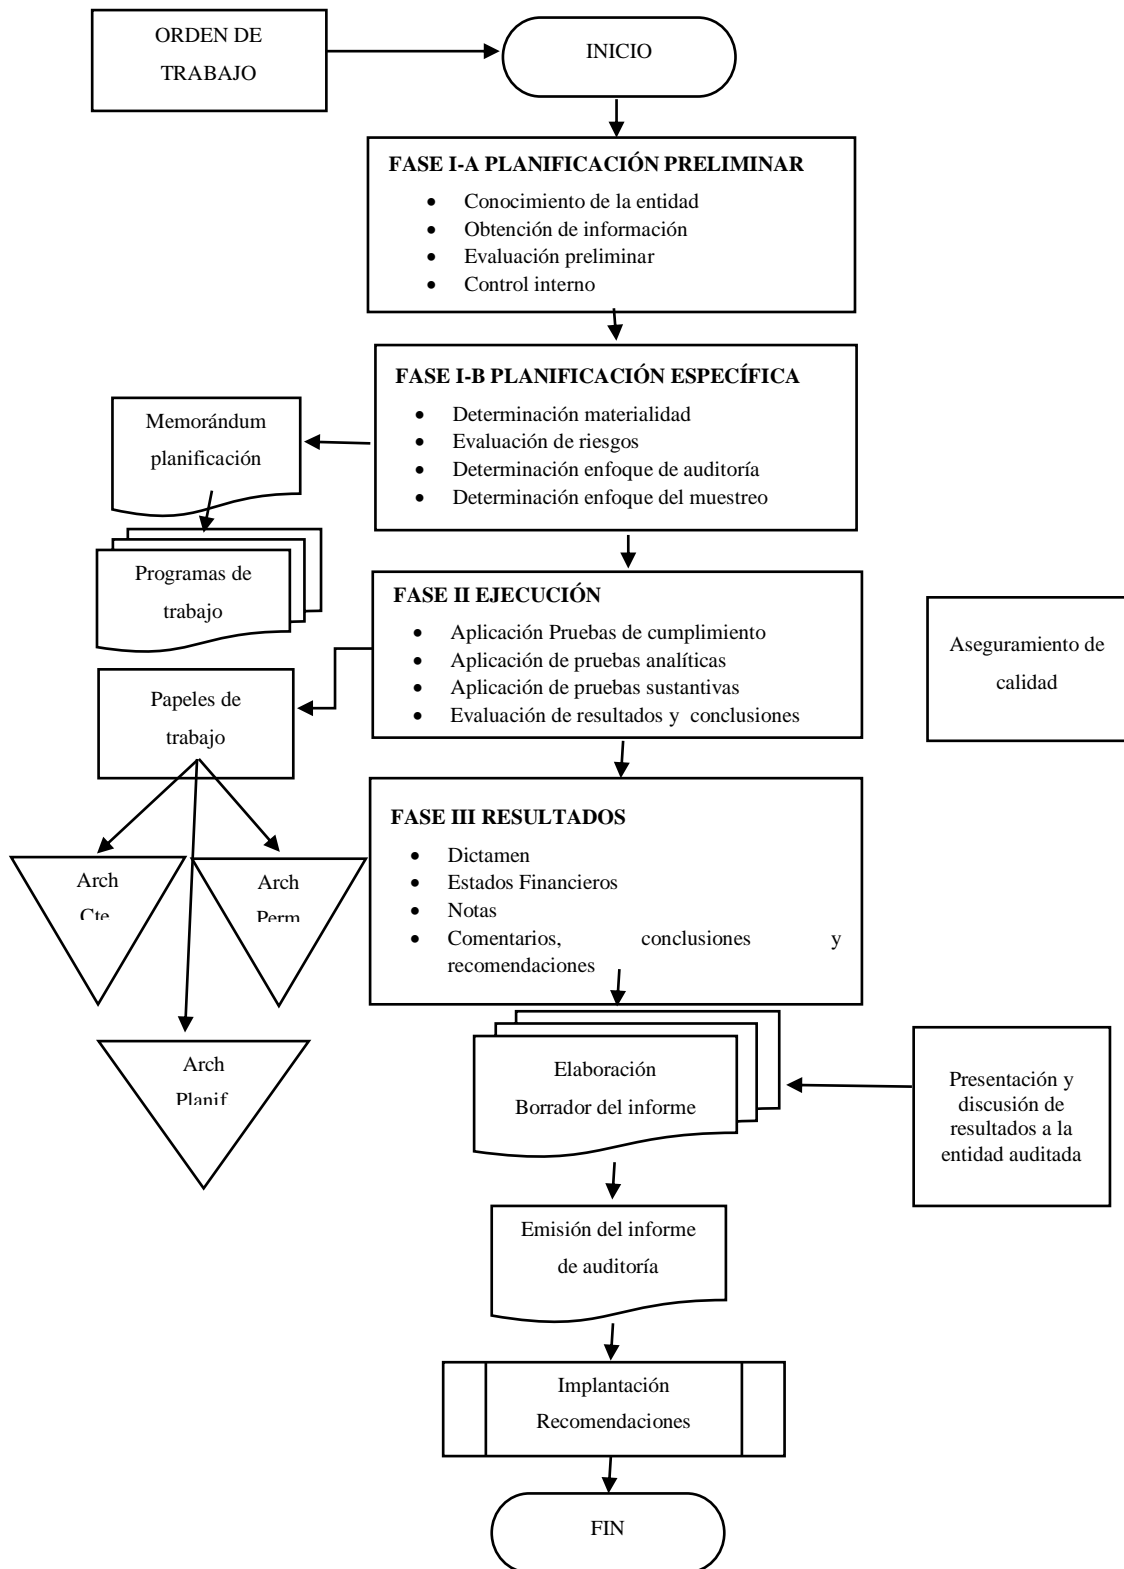 ORDEN DE
TRABAJO
INICIO
FASE I-A PLANIFICACIÓN PRELIMINAR
• Conocimiento de la entidad
• Obtención de información
• Evaluación preliminar
• Control interno
FASE I-B PLANIFICACIÓN ESPECÍFICA
• Determinación materialidad
• Evaluación de riesgos
• Determinación enfoque de auditoría
• Determinación enfoque del muestreo
Memorándum
planificación
Programas de
trabajo
FASE II EJECUCIÓN
• Aplicación Pruebas de cumplimiento
• Aplicación de pruebas analíticas
• Aplicación de pruebas sustantivas
• Evaluación de resultados y conclusiones
Aseguramiento de
calidad
Papeles de
trabajo
FASE III RESULTADOS
• Dictamen
• Estados Financieros
• Notas
• Comentarios, conclusiones y
recomendaciones
Arch
Cte
Arch
Perm
Arch
Planif
Elaboración
Borrador del informe
Presentación y
discusión de
resultados a la
entidad auditada
Emisión del informe
de auditoría
Implantación
Recomendaciones
FIN